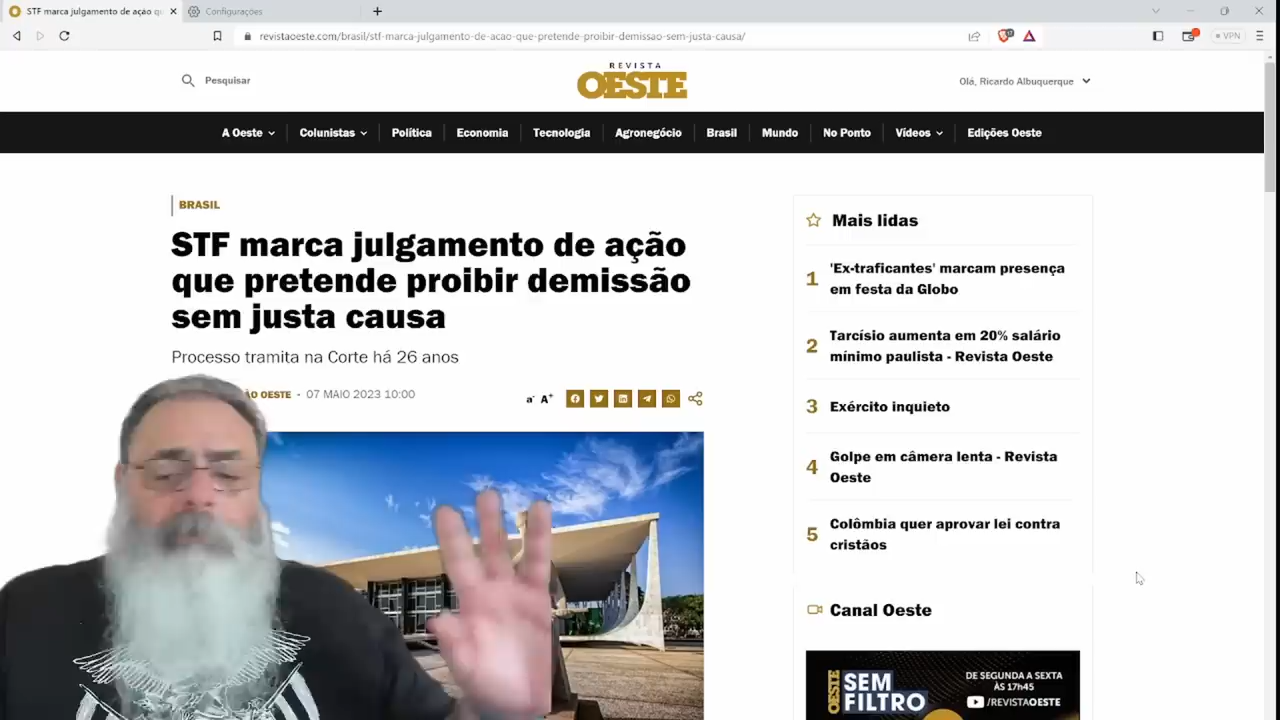 STF marca julgamento de ação qu
Configurações
revistaoeste.com/brasil/stf-marca-julgamento-de-acao-que-pretende-proibir-demissao-sem-justa-causa/
VPN
Pesquisar
REVISTA
OESTE
Olá, Ricardo Albuquerque
A Oeste
Colunistas
Política
Economia
Tecnologia
Agronegócio
Brasil
Mundo
No Ponto
Vídeos
Edições Oeste
BRASIL
STF marca julgamento de ação
que pretende proibir demissão
sem justa causa
Processo tramita na Corte há 26 anos
ÃO OESTE - 07 MAIO 2023 10:00
a- A+
Mais lidas
1
'Ex-traficantes' marcam presença
em festa da Globo
2
Tarcísio aumenta em 20% salário
mínimo paulista - Revista Oeste
3
Exército inquieto
4
Golpe em câmera lenta - Revista
Oeste
5
Colômbia quer aprovar lei contra
cristãos
Canal Oeste
OESTE
SEM
FILTRO
DE SEGUNDA A SEXTA
ÀS 17h45
/REVISTAOESTE